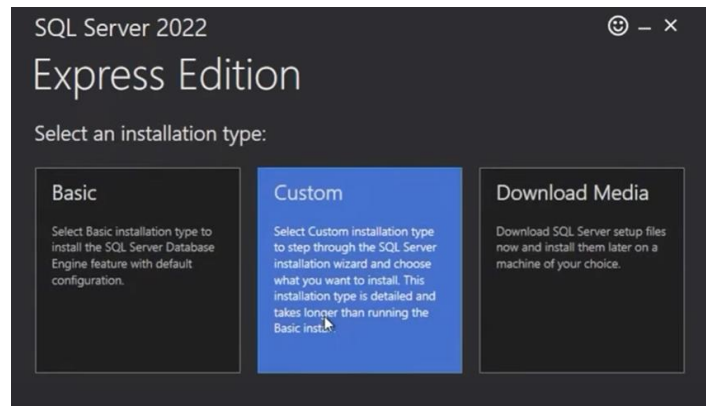 SQL Server 2022
Express Edition
Select an installation type:
Basic
Select Basic installation type to
install the SQL Server Database
Engine feature with default
configuration.
Custom
Select Custom installation type
to step through the SQL Server
installation wizard and choose
what you want to install. This
installation type is detailed and
takes longer than running the
Basic
Download Media
Download SQL Server setup files
now and install them later on a
machine of your choice.